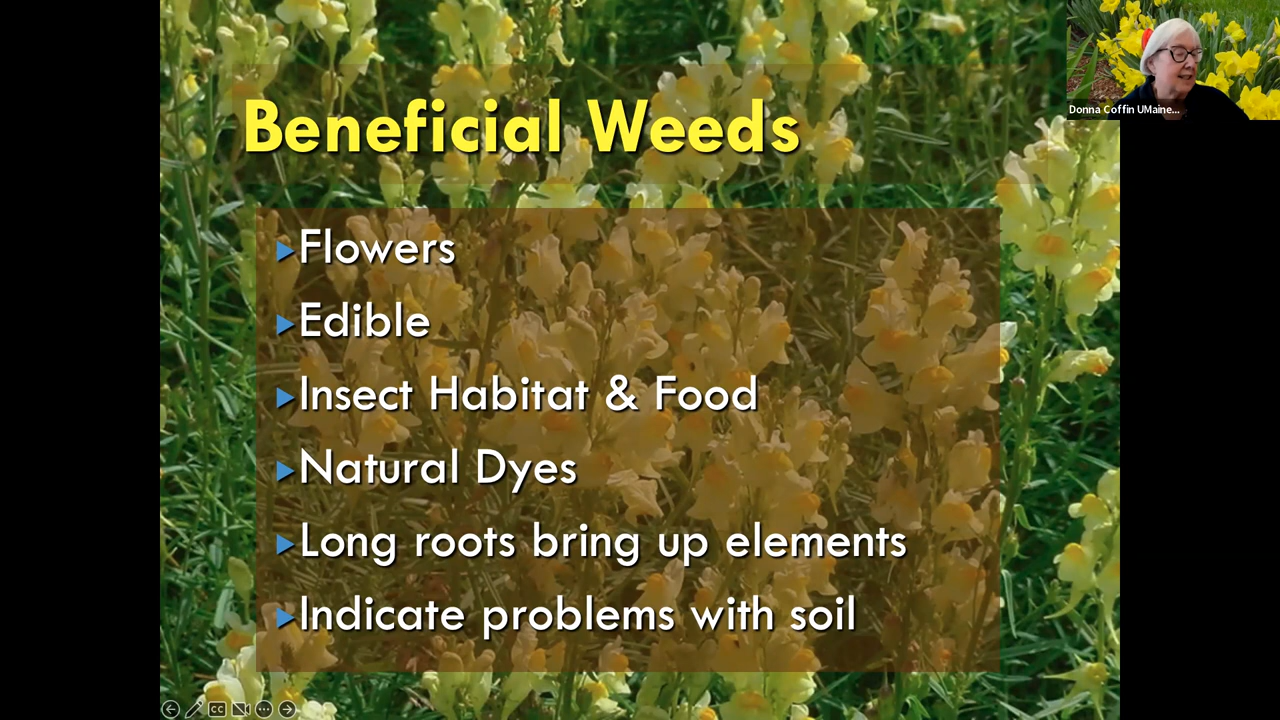 Beneficial Weeds
Flowers
Edible
Insect Habitat & Food
Natural Dyes
Long roots bring up elements
Indicate problems with soil
Donna Coffin UMaine...
CC